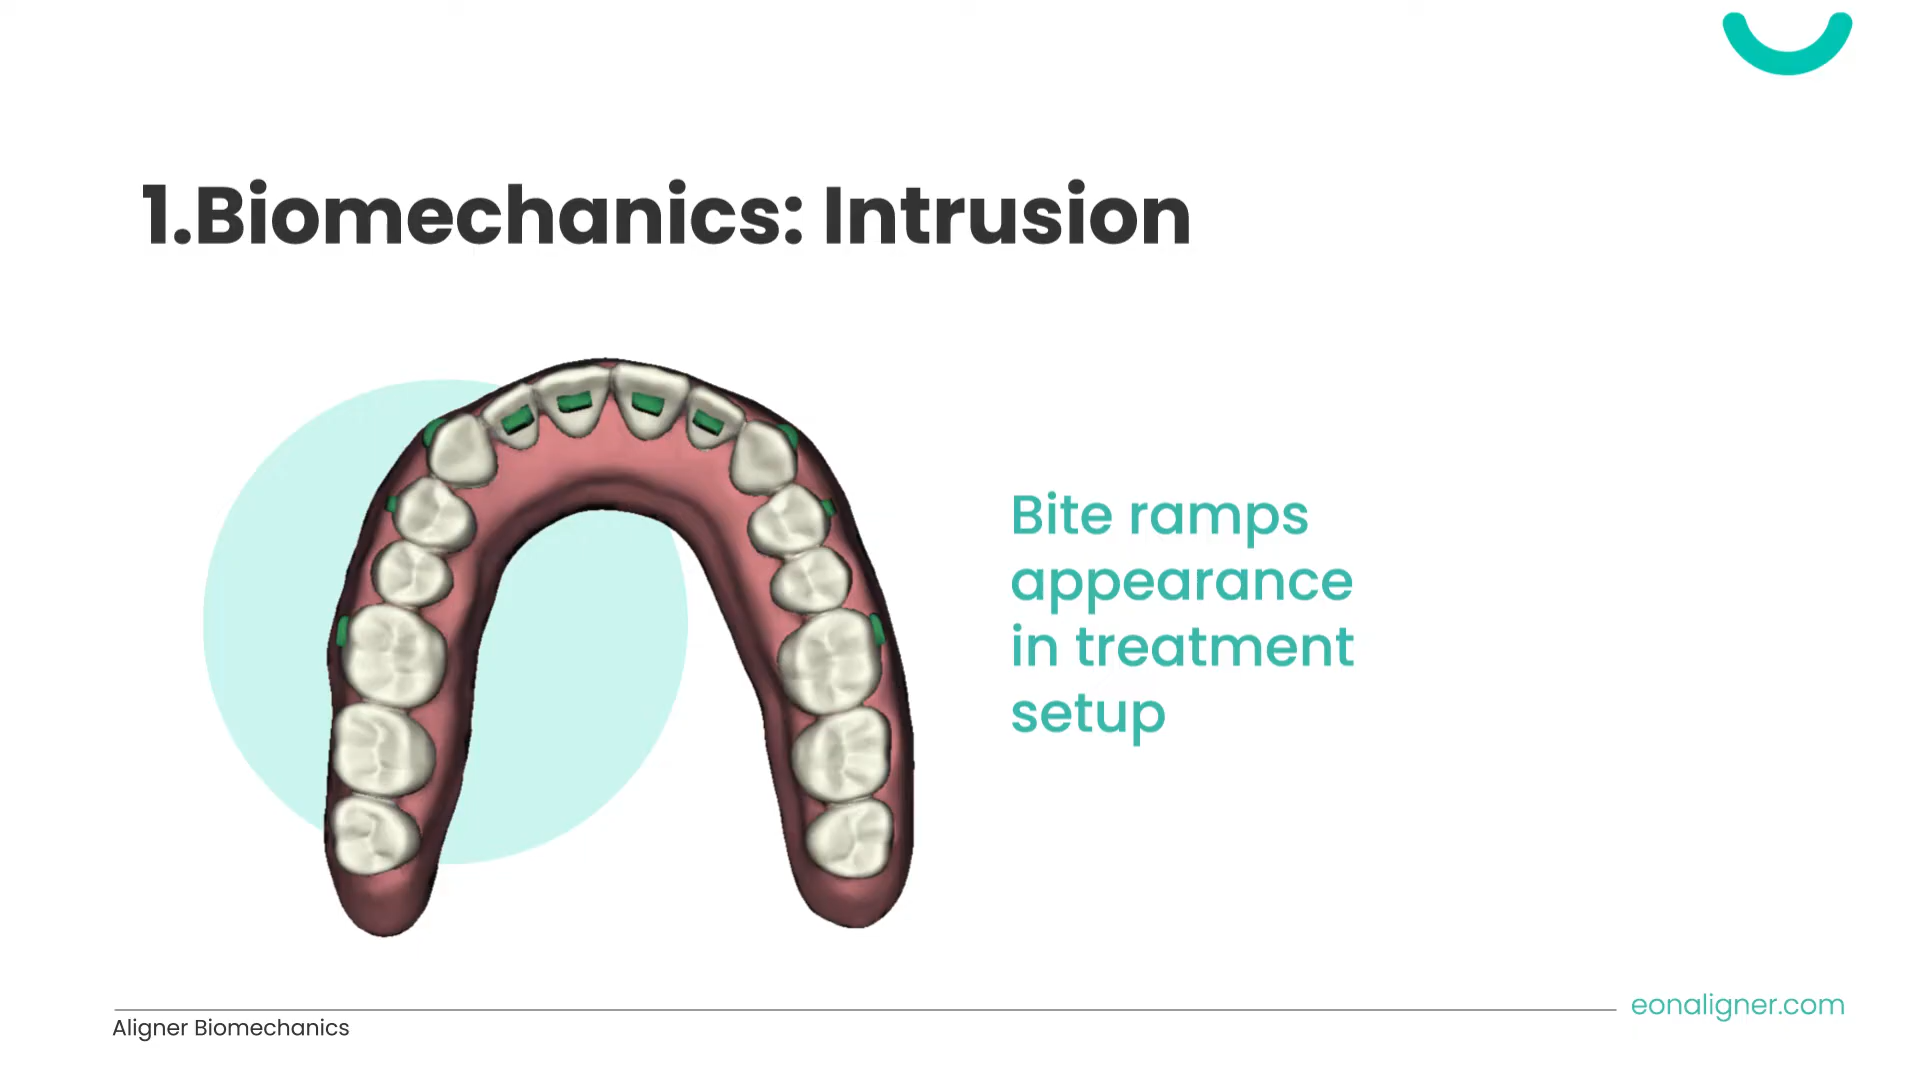 1.Biomechanics: Intrusion
Bite ramps
appearance
in treatment
setup
eonaligner.com
Aligner Biomechanics